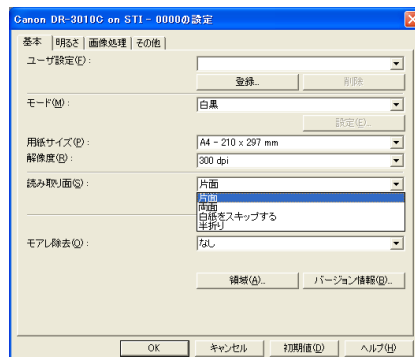 Canon DR-3010C on STI - 0000の設定
基本 明るさ 画像処理 その他
ユーザ設定(F):
登録... 削除
モード(M): 白黒
設定(E)...
用紙サイズ(P): A4 - 210 x 297 mm
解像度(R): 300 dpi
読み取り面(S): 片面
片面
両面
白紙をスキップする
半折り
モアレ除去(Q): なし
領域(A)... バージョン情報(B)...
OK キャンセル 初期値(D) ヘルプ(H)